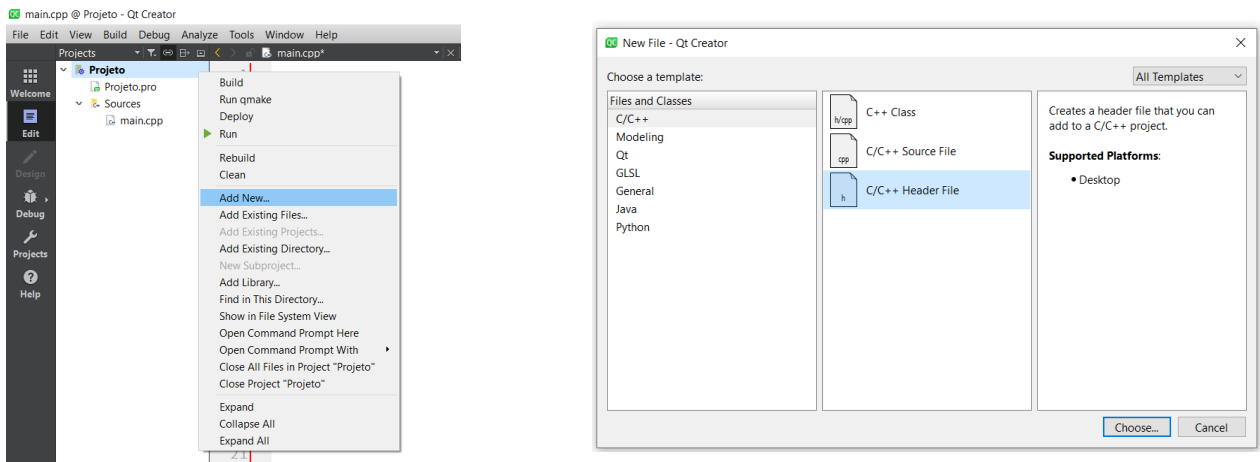 main.cpp @ Projeto - Qt Creator
File Edit View Build Debug Analyze Tools Window Help
Projects
main.cpp*
Welcome
Edit
Design
Debug
Projects
Help
Projeto
Projeto.pro
Sources
main.cpp
Build
Run qmake
Deploy
Run
Rebuild
Clean
Add New...
Add Existing Files...
Add Existing Projects...
Add Existing Directory...
New Subproject...
Add Library...
Find in This Directory...
Show in File System View
Open Command Prompt Here
Open Command Prompt With
Close All Files in Project "Projeto"
Close Project "Projeto"
Expand
Collapse All
Expand All
21
New File - Qt Creator
Choose a template:
All Templates
Files and Classes
C/C++
Modeling
Qt
GLSL
General
Java
Python
h/cpp
C++ Class
cpp
C/C++ Source File
h
C/C++ Header File
Creates a header file that you can
add to a C/C++ project.
Supported Platforms:
• Desktop
Choose...
Cancel